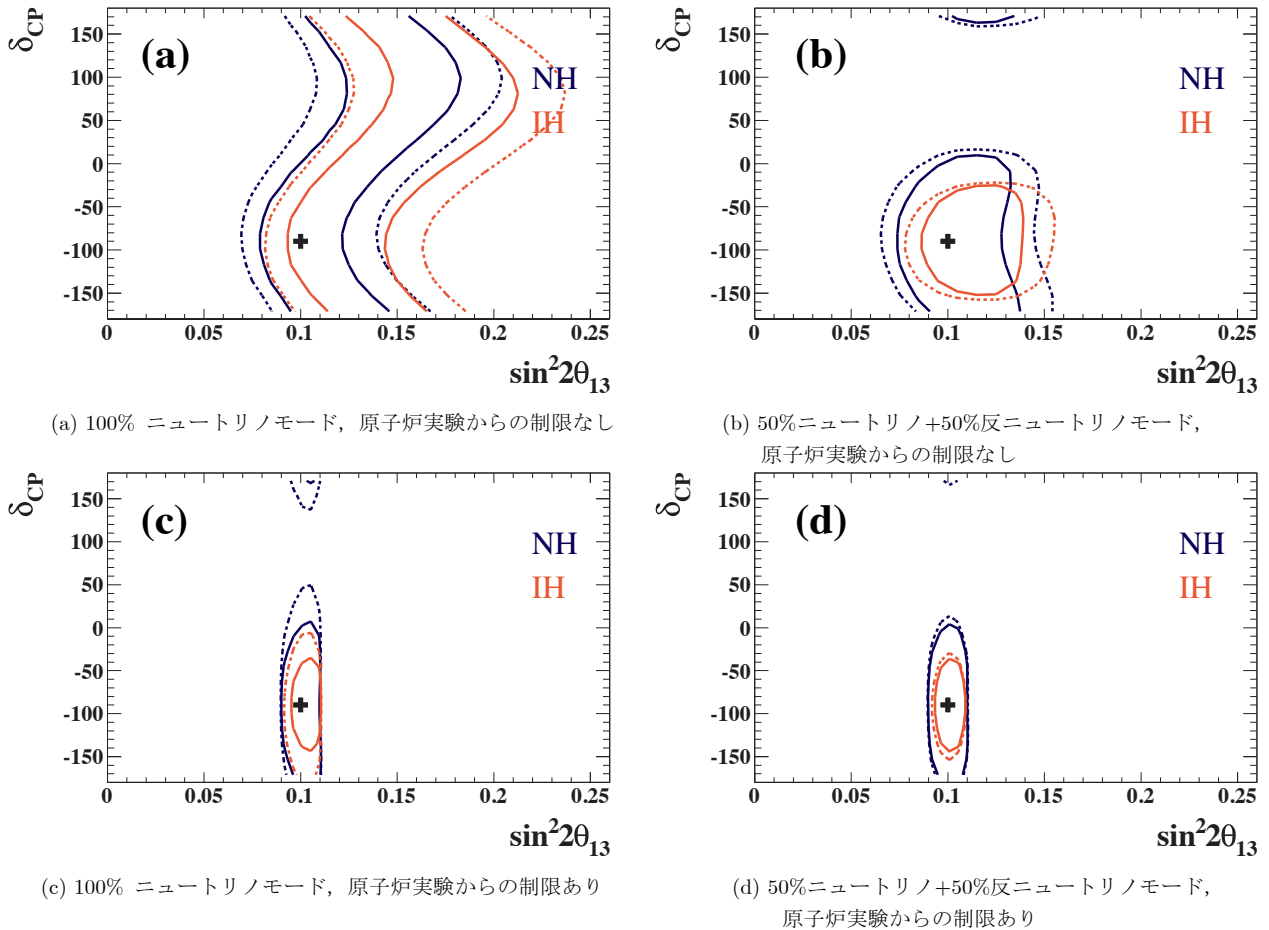 δCP
150
100
50
0
-50
-100
-150
(a)
NH
IH
0 0.05 0.1 0.15 0.2 0.25
sin²2θ₁₃
(a) 100% ニュートリノモード，原子炉実験からの制限なし
δCP
150
100
50
0
-50
-100
-150
(b)
NH
IH
0 0.05 0.1 0.15 0.2 0.25
sin²2θ₁₃
(b) 50%ニュートリノ+50%反ニュートリノモード，
原子炉実験からの制限なし
δCP
150
100
50
0
-50
-100
-150
(c)
NH
IH
0 0.05 0.1 0.15 0.2 0.25
sin²2θ₁₃
(c) 100% ニュートリノモード，原子炉実験からの制限あり
δCP
150
100
50
0
-50
-100
-150
(d)
NH
IH
0 0.05 0.1 0.15 0.2 0.25
sin²2θ₁₃
(d) 50%ニュートリノ+50%反ニュートリノモード，
原子炉実験からの制限あり